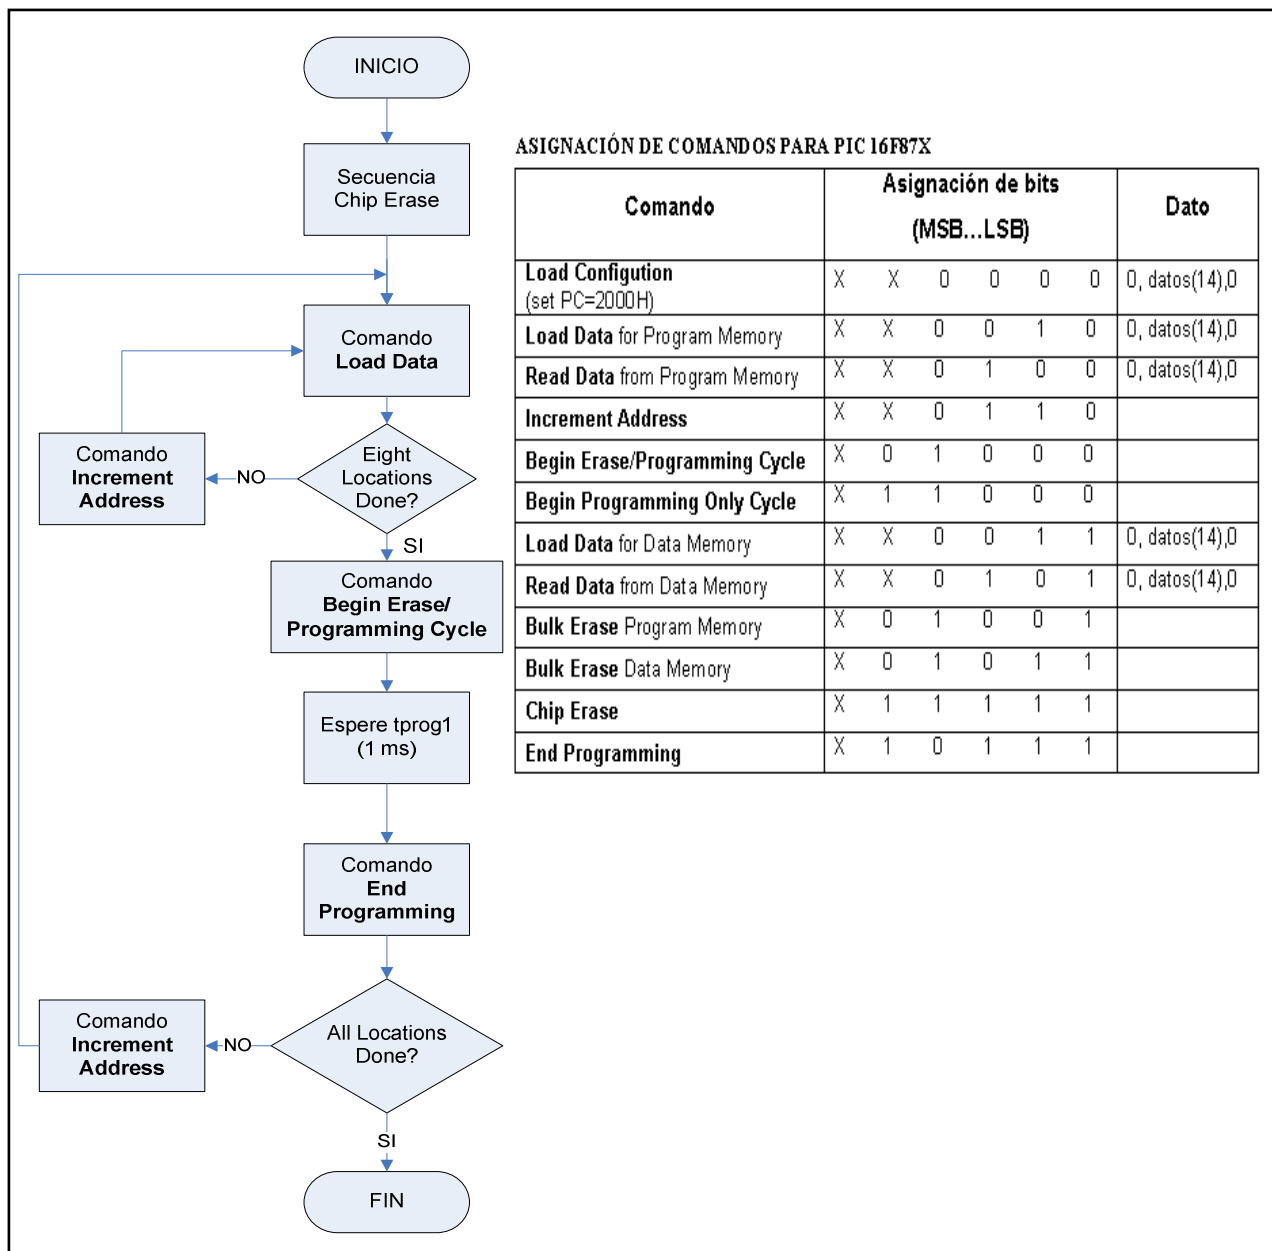 INICIO
Secuencia
Chip Erase
Comando
Load Data
Comando
Increment
Address
NO
Eight
Locations
Done?
SI
Comando
Begin Erase/
Programming Cycle
Espere tprog1
(1 ms)
Comando
End
Programming
Comando
Increment
Address
NO
All Locations
Done?
SI
FIN
ASIGNACIÓN DE COMANDOS PARA PIC 16F87X
Comando Asignación de bits (MSB...LSB) Dato
Load Configution (set PC=2000H) X X 0 0 0 0 0, datos(14),0
Load Data for Program Memory X X 0 0 1 0 0, datos(14),0
Read Data from Program Memory X X 0 1 0 0 0, datos(14),0
Increment Address X X 0 1 1 0
Begin Erase/Programming Cycle X 0 1 0 0 0
Begin Programming Only Cycle X 1 1 0 0 0
Load Data for Data Memory X X 0 0 1 1 0, datos(14),0
Read Data from Data Memory X X 0 1 0 1 0, datos(14),0
Bulk Erase Program Memory X 0 1 0 0 1
Bulk Erase Data Memory X 0 1 0 1 1
Chip Erase X 1 1 1 1 1
End Programming X 1 0 1 1 1